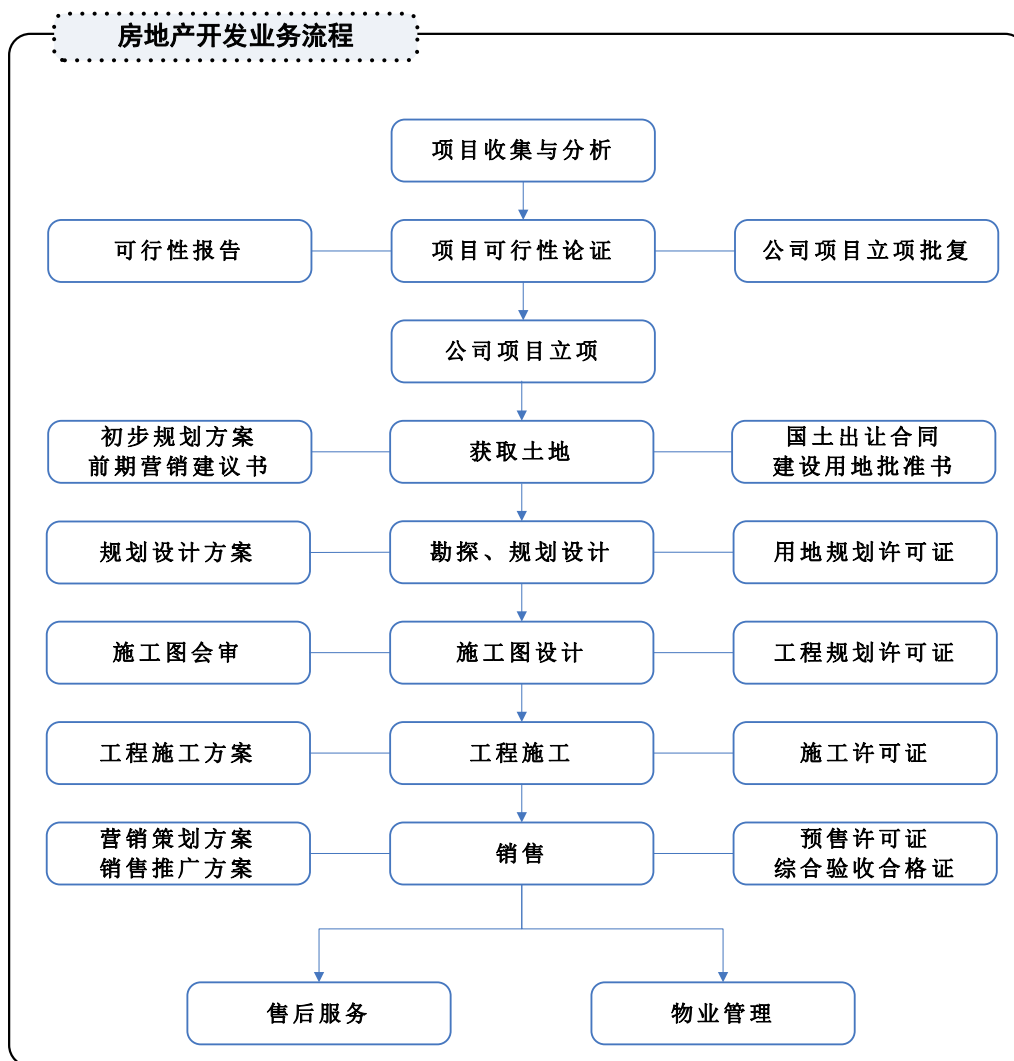 房地产开发业务流程
项目收集与分析
可行性报告
项目可行性论证
公司项目立项批复
公司项目立项
初步规划方案
前期营销建议书
获取土地
国土出让合同
建设用地批准书
规划设计方案
勘探、规划设计
用地规划许可证
施工图会审
施工图设计
工程规划许可证
工程施工方案
工程施工
施工许可证
营销策划方案
销售推广方案
销售
预售许可证
综合验收合格证
售后服务
物业管理